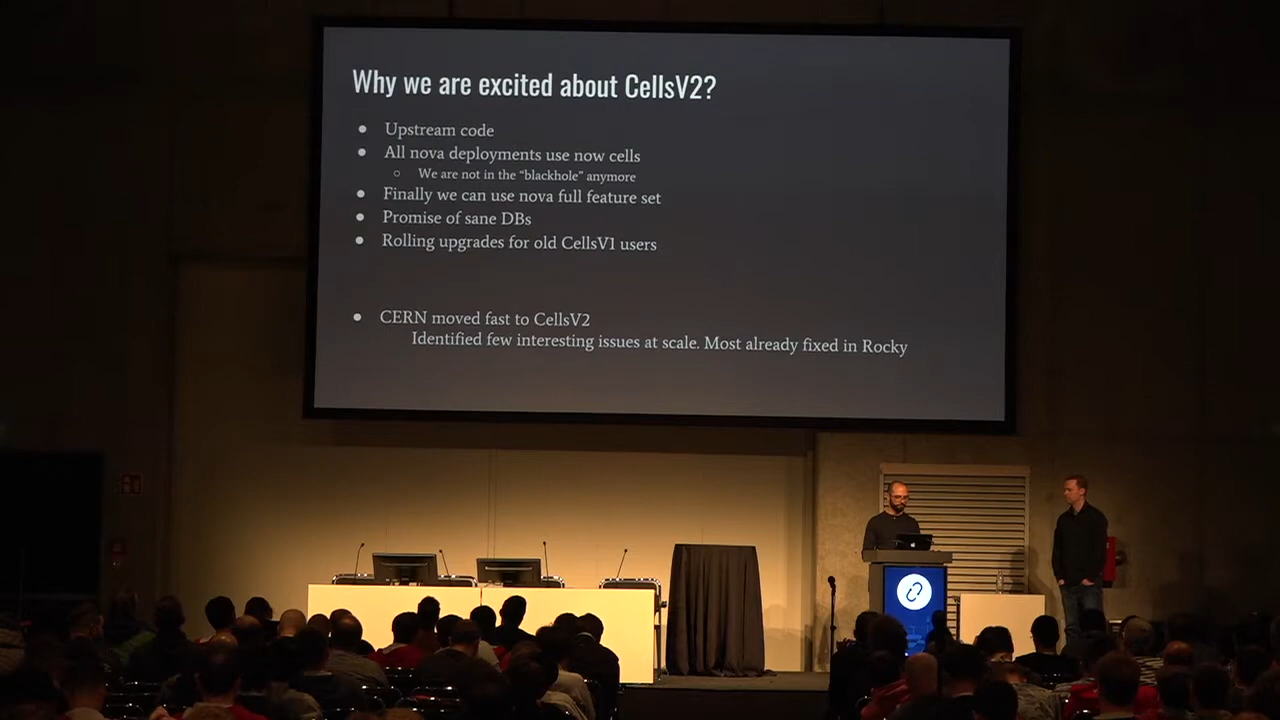 Why we are excited about CellsV2?
● Upstream code
● All nova deployments use now cells
○ We are not in the “blackhole” anymore
● Finally we can use nova full feature set
● Promise of sane DBs
● Rolling upgrades for old CellsV1 users
● CERN moved fast to CellsV2
Identified few interesting issues at scale. Most already fixed in Rocky